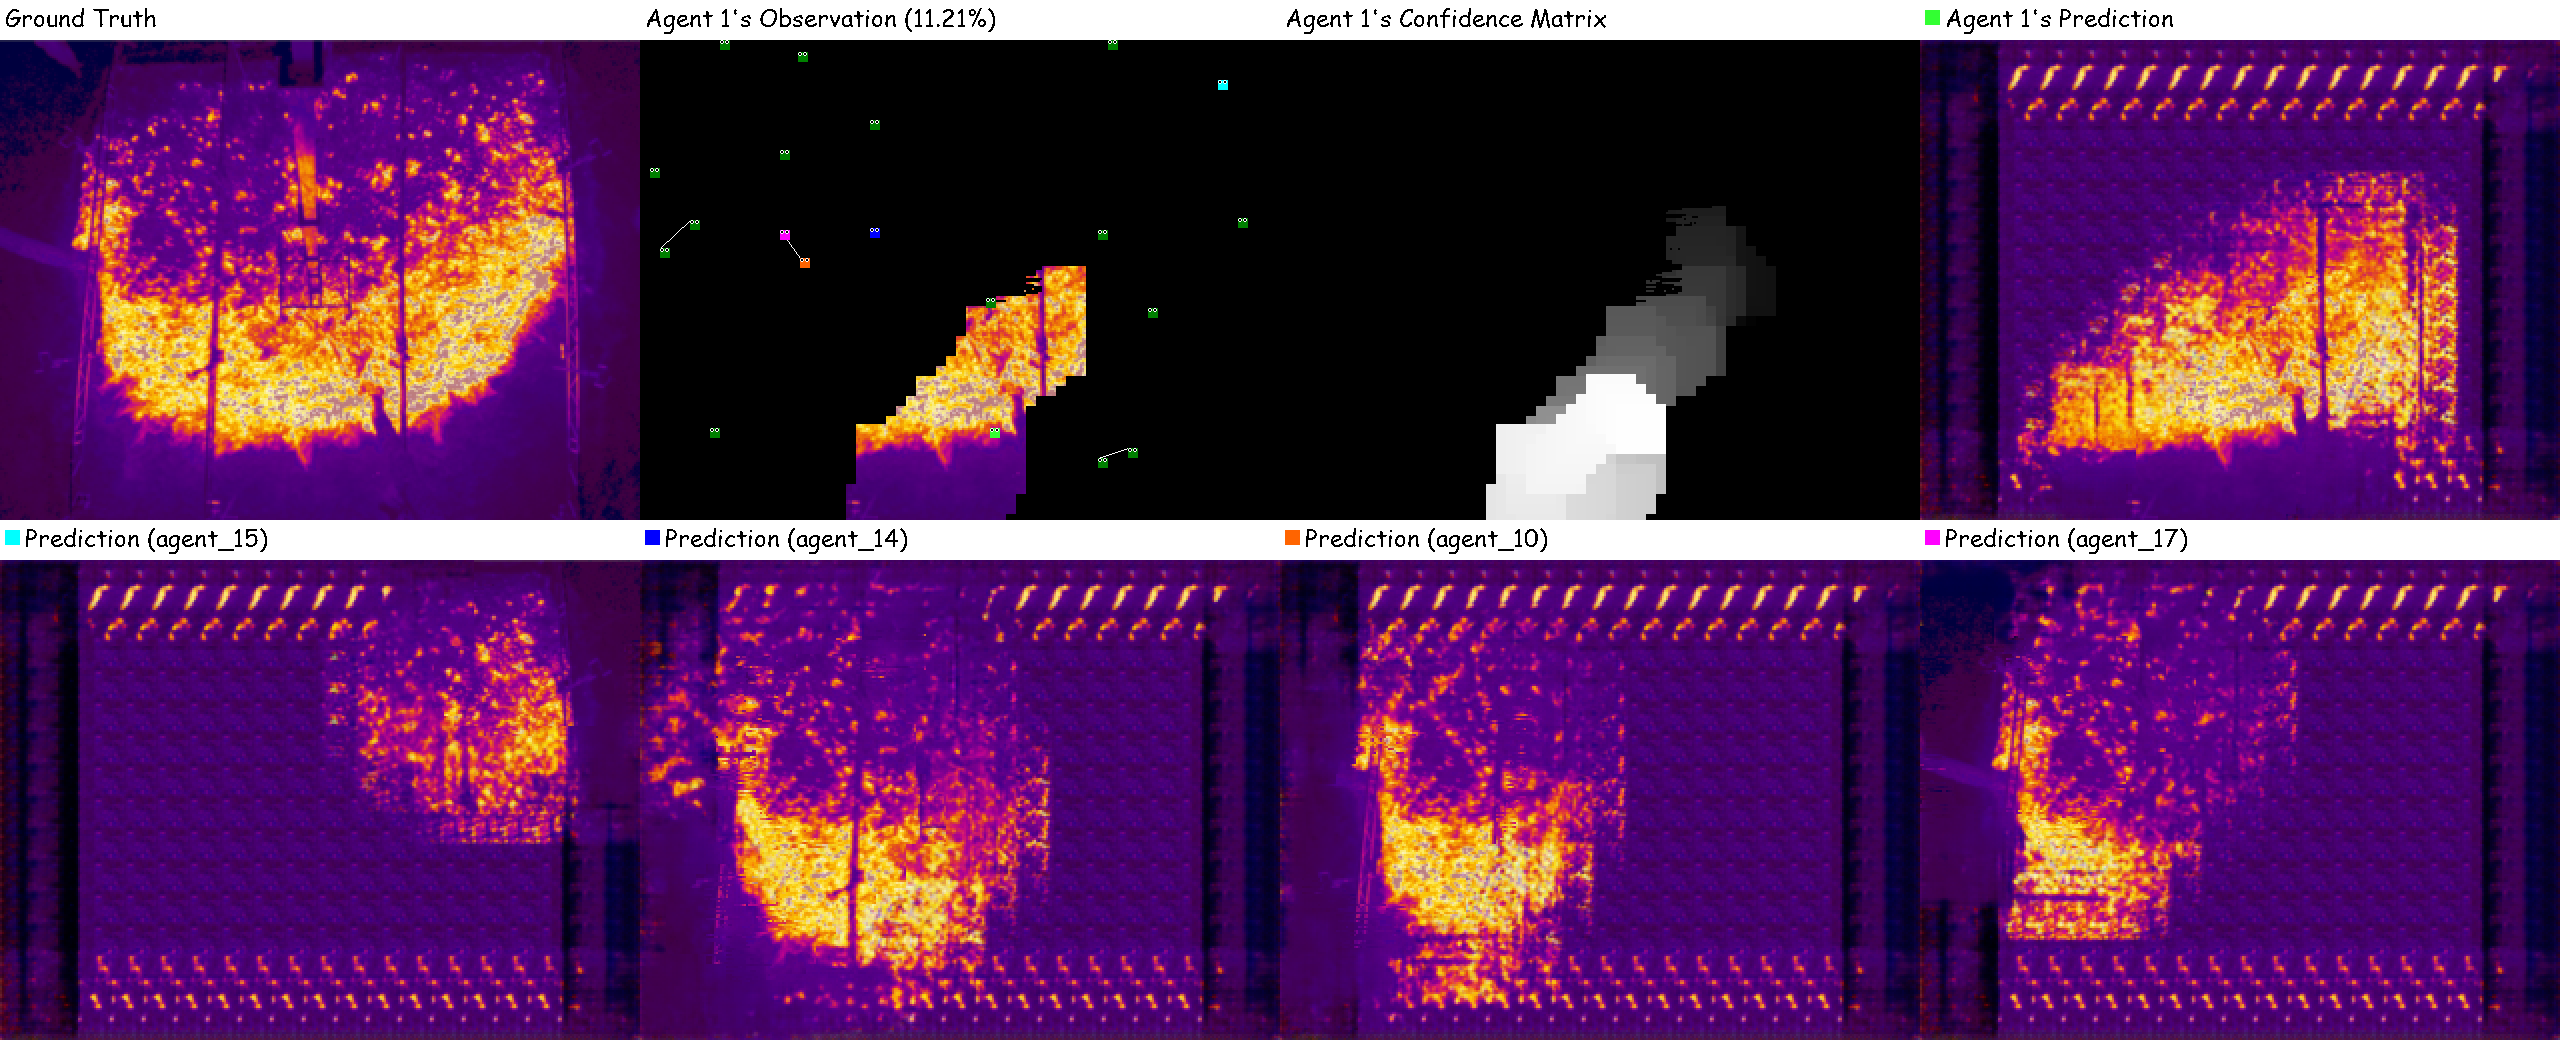 Ground Truth
Agent 1's Observation (11.21%)
Agent 1's Confidence Matrix
Agent 1's Prediction
Prediction (agent_15)
Prediction (agent_14)
Prediction (agent_10)
Prediction (agent_17)